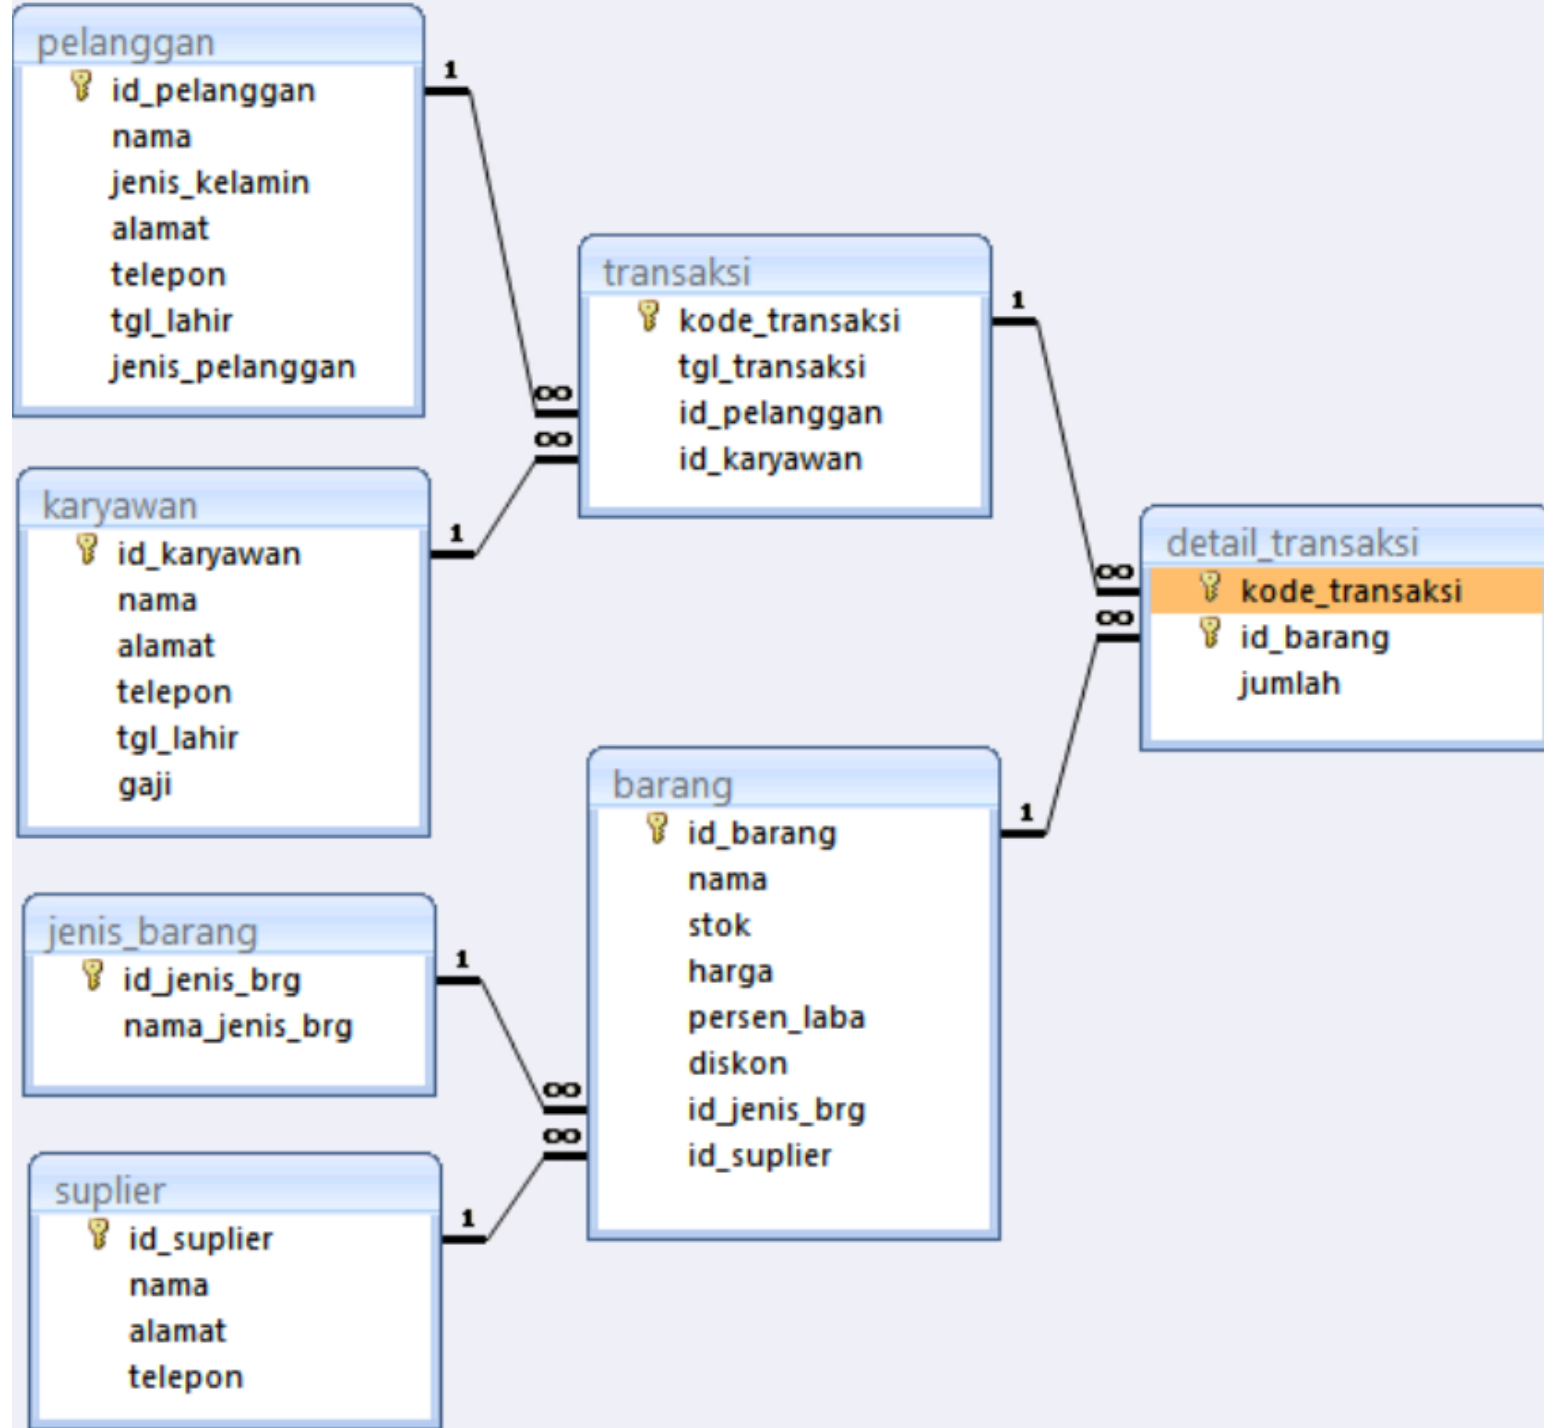 pelanggan
id_pelanggan
nama
jenis_kelamin
alamat
telepon
tgl_lahir
jenis_pelanggan
1
∞
transaksi
kode_transaksi
tgl_transaksi
id_pelanggan
id_karyawan
1
∞
karyawan
id_karyawan
nama
alamat
telepon
tgl_lahir
gaji
1
∞
detail_transaksi
kode_transaksi
id_barang
jumlah
∞
barang
id_barang
nama
stok
harga
persen_laba
diskon
id_jenis_brg
id_suplier
1
jenis_barang
id_jenis_brg
nama_jenis_brg
1
∞
∞
suplier
id_suplier
nama
alamat
telepon
1